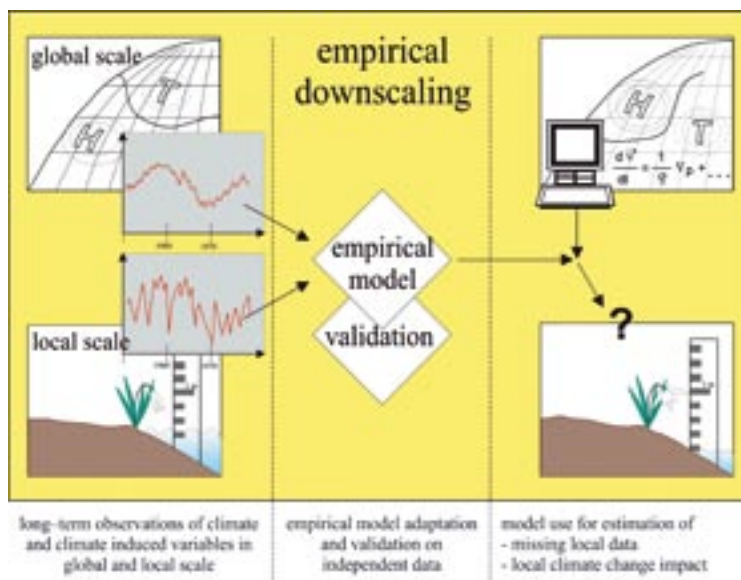 global scale
H
T
local scale
empirical
downscaling
empirical
model
validation
H
T
?
long–term observations of climate
and climate induced variables in
global and local scale
empirical model adaptation
and validation on
independent data
model use for estimation of
- missing local data
- local climate change impact